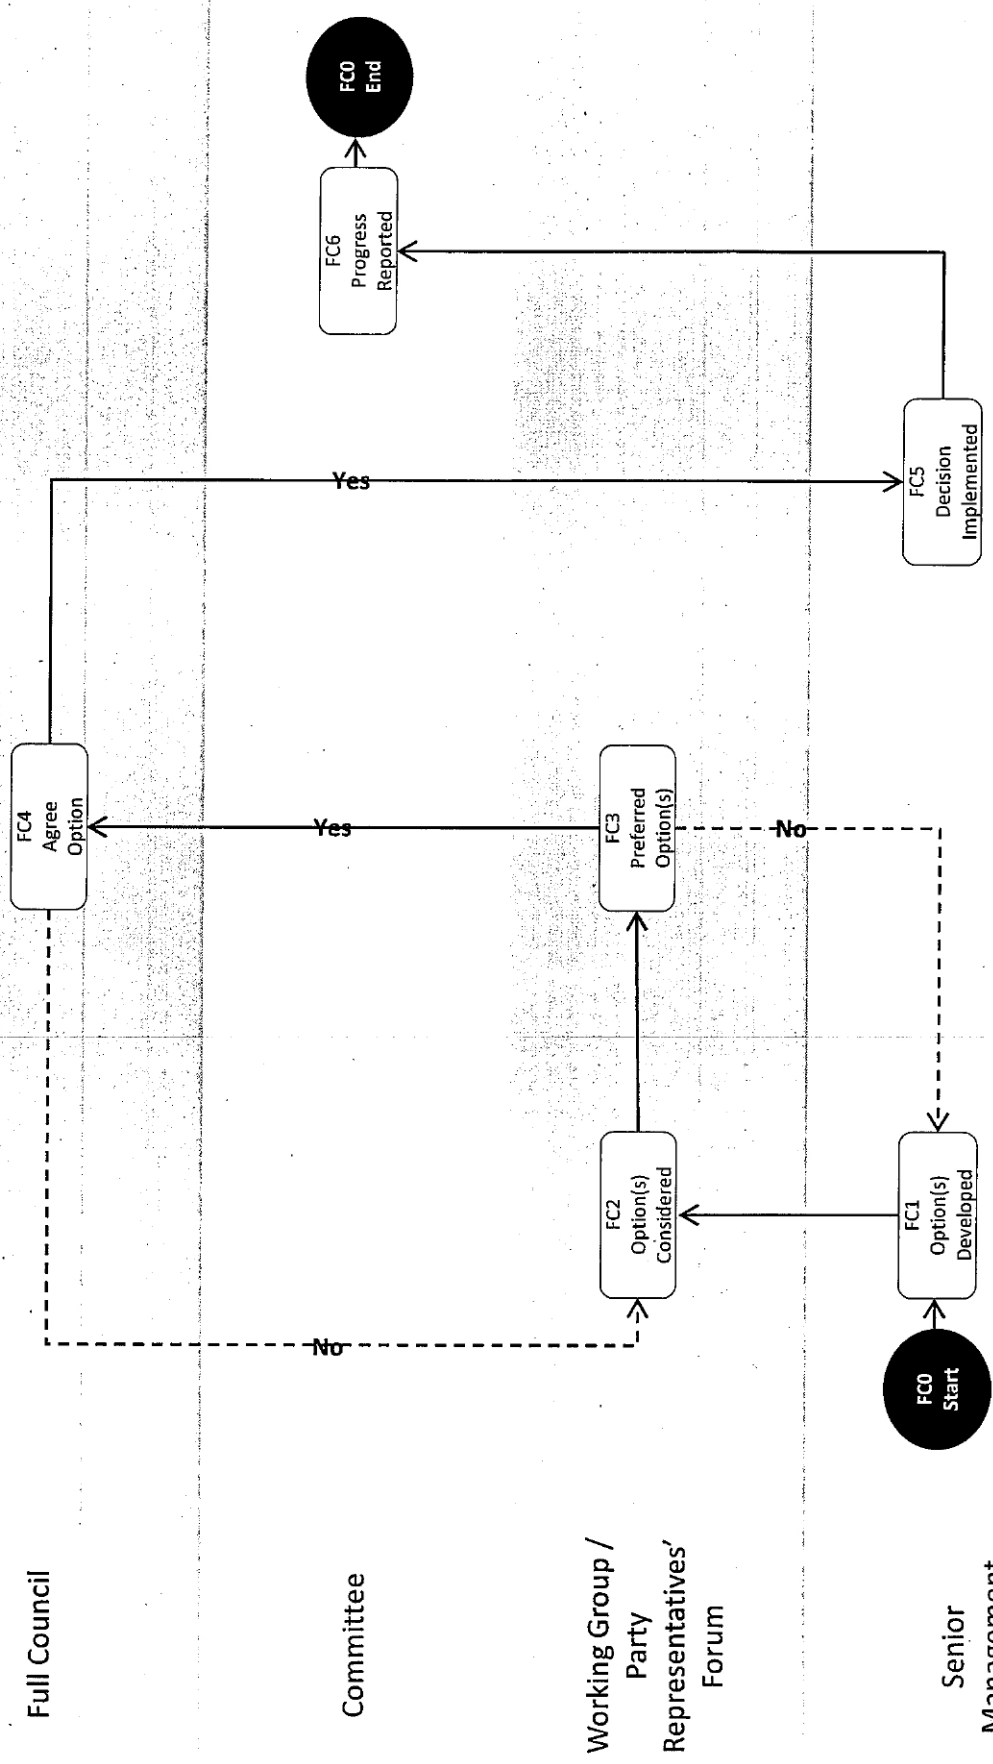 Full Council
Committee
Working Group /
Party
Representatives'
Forum
Senior
Management
FC0
Start
FC1
Option(s)
Developed
FC2
Option(s)
Considered
FC3
Preferred
Option(s)
FC4
Agree
Option
FC5
Decision
Implemented
FC6
Progress
Reported
FC0
End
No
Yes
No
Yes